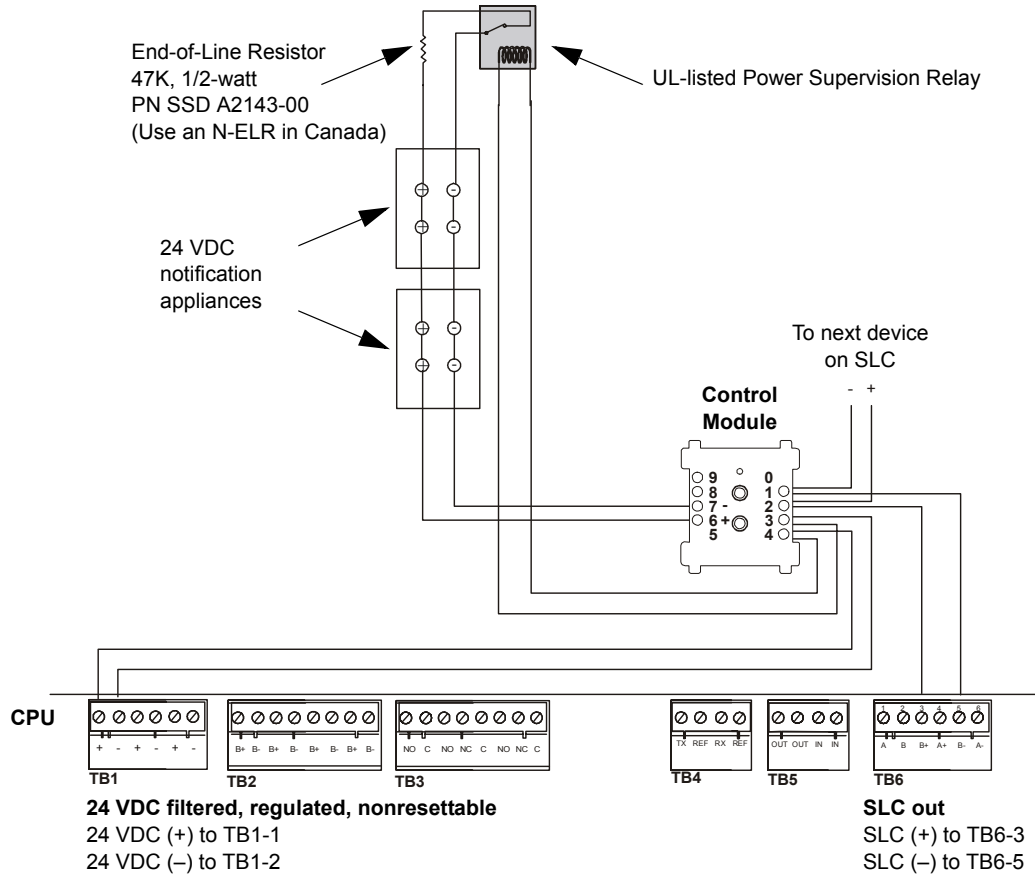 End-of-Line Resistor
47K, 1/2-watt
PN SSD A2143-00
(Use an N-ELR in Canada)
UL-listed Power Supervision Relay
24 VDC
notification
appliances
+ -
+ -
+ -
+ -
To next device
on SLC
- +
Control
Module
9 0
8 1
7 - 2
6 + 3
5 4
CPU
+ - + - + -
TB1
B+ B- B+ B- B+ B- B+ B-
TB2
NO C NO NC C NO NC C
TB3
TX REF RX REF
TB4
OUT OUT IN IN
TB5
1 2 3 4 5 6
A B B+ A+ B- A-
TB6
24 VDC filtered, regulated, nonresettable
24 VDC (+) to TB1-1
24 VDC (–) to TB1-2
SLC out
SLC (+) to TB6-3
SLC (–) to TB6-5